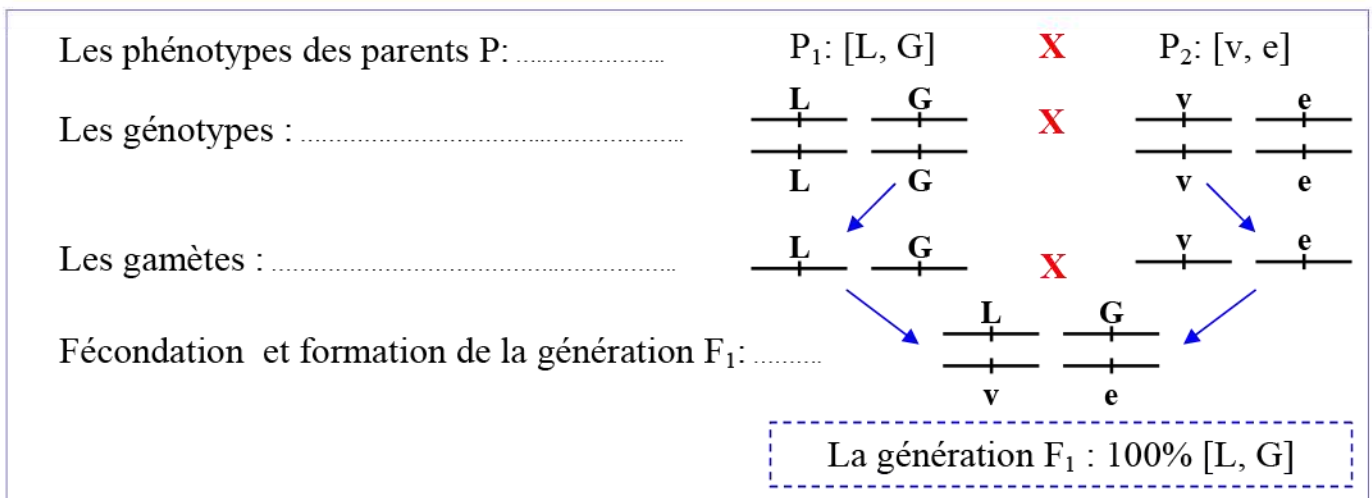 Les phénotypes des parents P: ..................... P₁: [L, G] X P₂: [v, e]
L G v e
Les génotypes : ...................................................... X
L G v e
L G v e
Les gamètes : ......................................................... X
L G
Fécondation et formation de la génération F₁: ..........
v e
La génération F₁ : 100% [L, G]